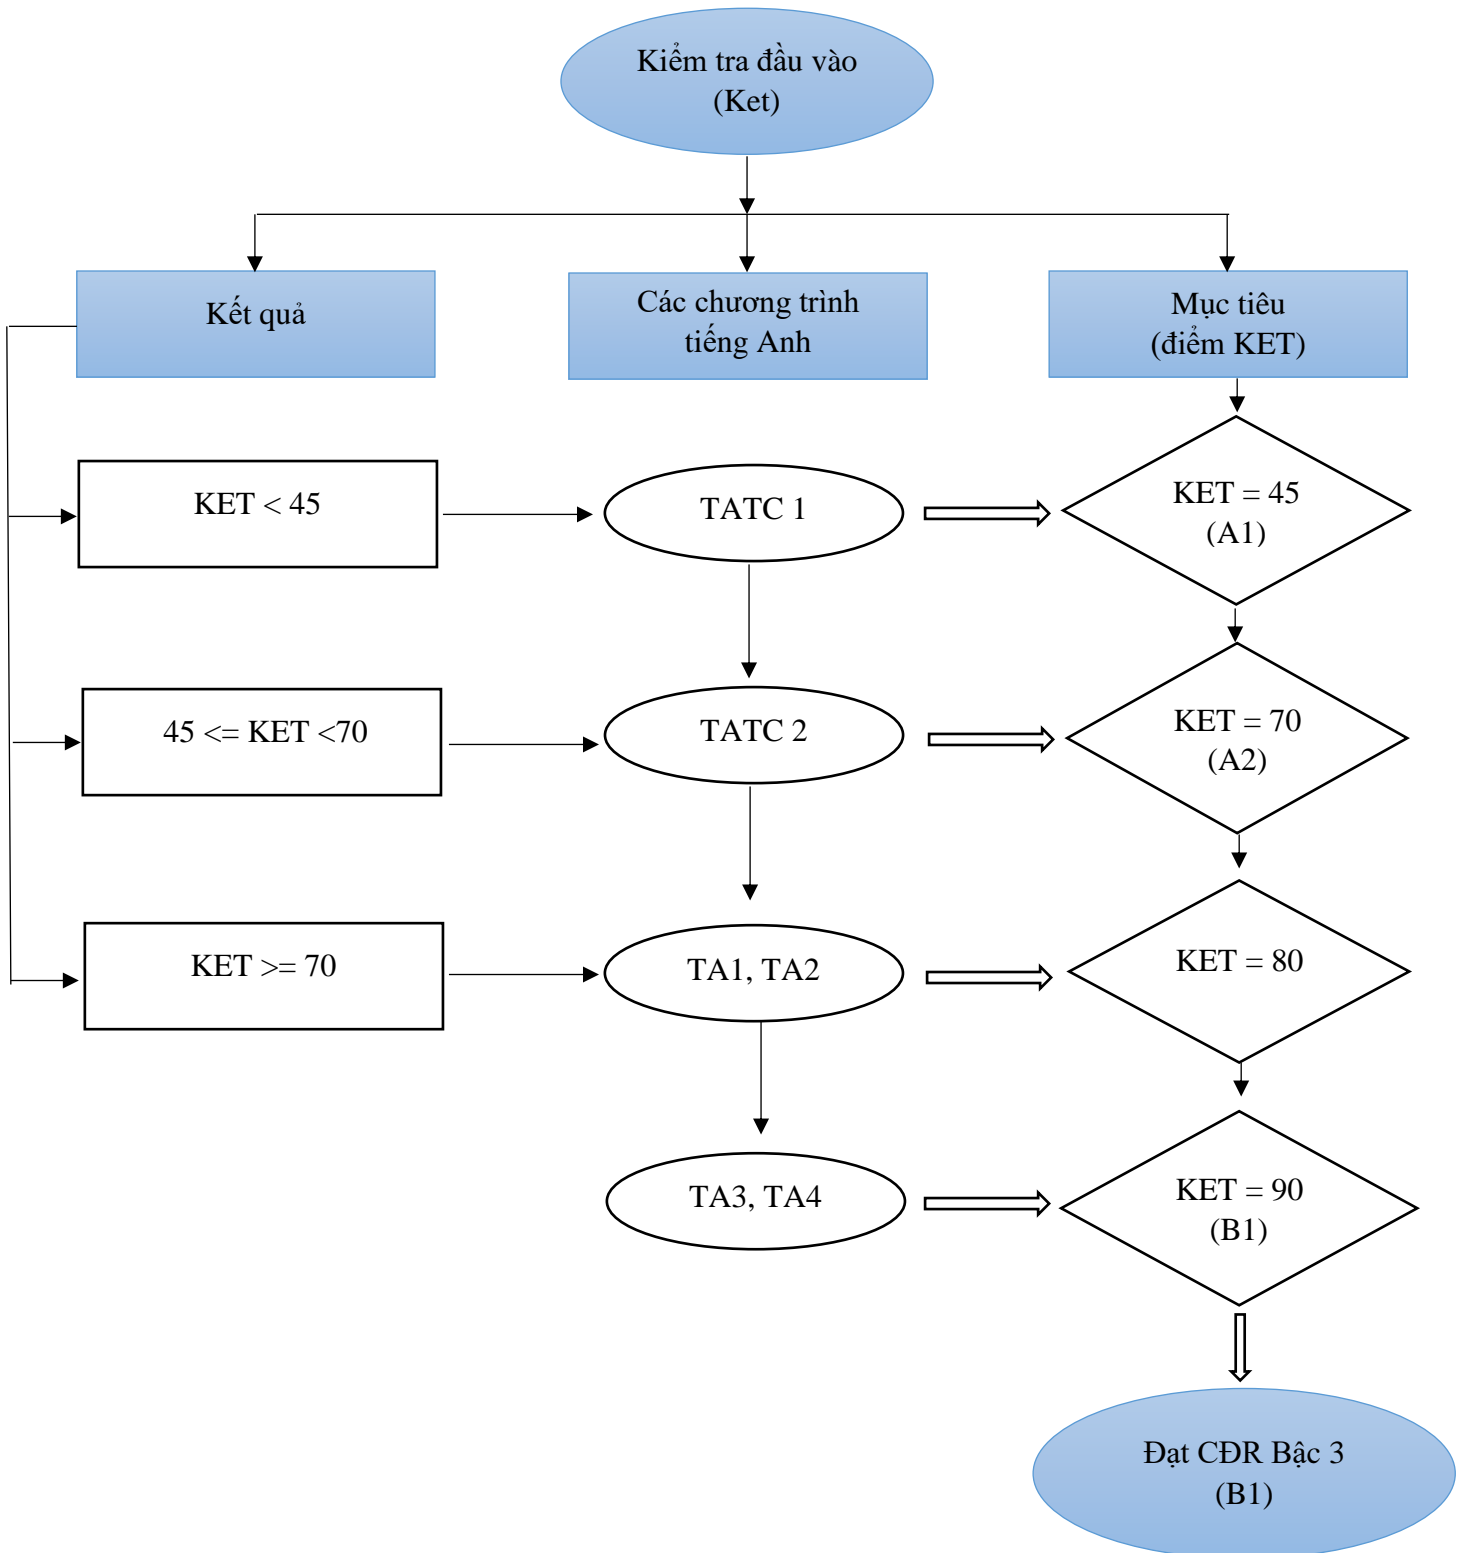 Kiểm tra đầu vào
(Ket)
Kết quả
Các chương trình
tiếng Anh
Mục tiêu
(điểm KET)
KET < 45
TATC 1
KET = 45
(A1)
45 <= KET <70
TATC 2
KET = 70
(A2)
KET >= 70
TA1, TA2
KET = 80
TA3, TA4
KET = 90
(B1)
Đạt CĐR Bậc 3
(B1)